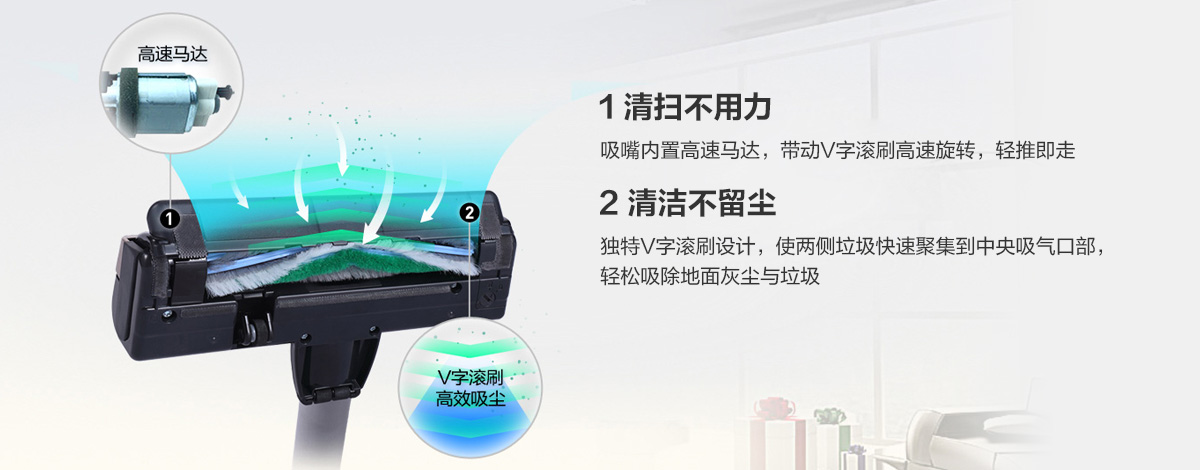 高速马达
1
2
V字滚刷
高效吸尘
1 清扫不用力
吸嘴内置高速马达，带动V字滚刷高速旋转，轻推即走
2 清洁不留尘
独特V字滚刷设计，使两侧垃圾快速聚集到中央吸气口部，
轻松吸除地面灰尘与垃圾